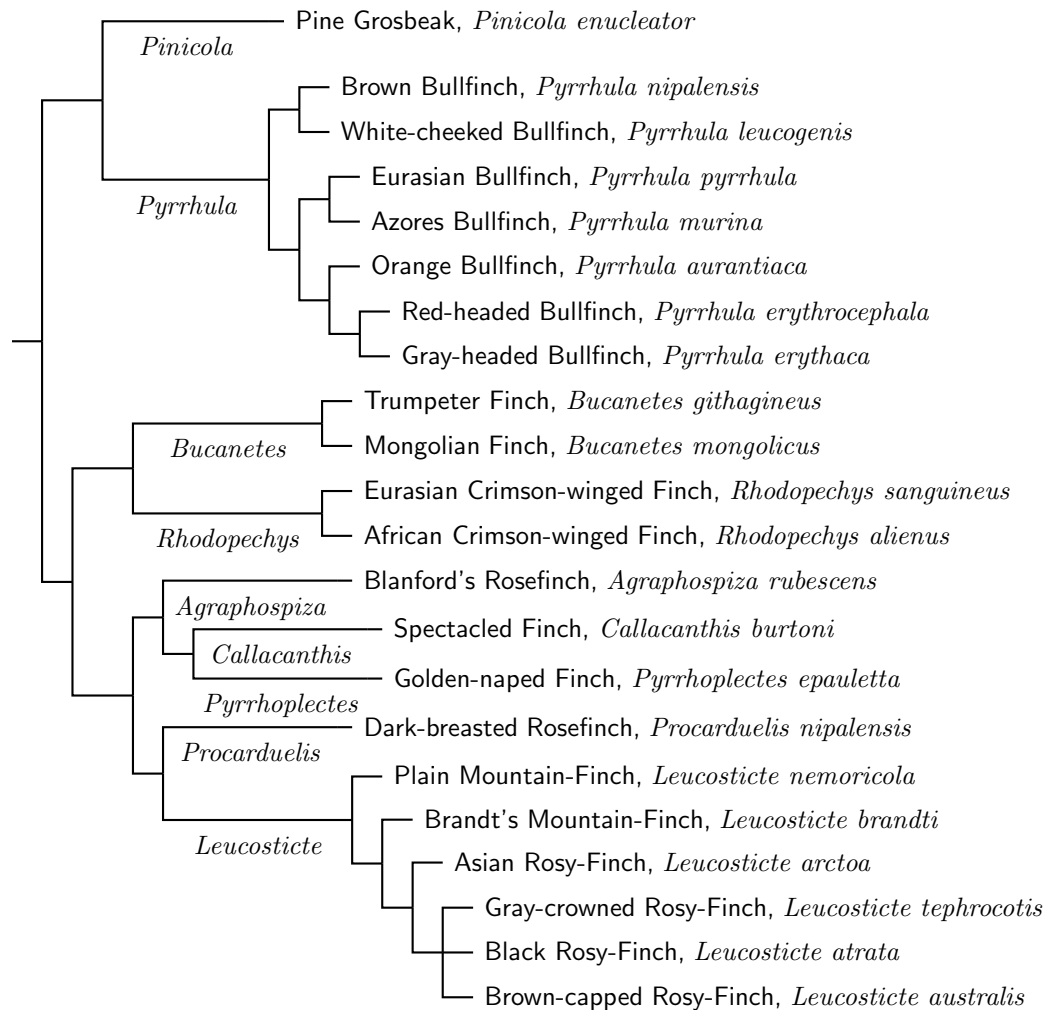 Pine Grosbeak, Pinicola enucleator
Pinicola
Brown Bullfinch, Pyrrhula nipalensis
White-cheeked Bullfinch, Pyrrhula leucogenis
Eurasian Bullfinch, Pyrrhula pyrrhula
Pyrrhula
Azores Bullfinch, Pyrrhula murina
Orange Bullfinch, Pyrrhula aurantiaca
Red-headed Bullfinch, Pyrrhula erythrocephala
Gray-headed Bullfinch, Pyrrhula erythaca
Trumpeter Finch, Bucanetes githagineus
Bucanetes
Mongolian Finch, Bucanetes mongolicus
Eurasian Crimson-winged Finch, Rhodopechys sanguineus
Rhodopechys
African Crimson-winged Finch, Rhodopechys alienus
Blanford's Rosefinch, Agraphospiza rubescens
Agraphospiza
Spectacled Finch, Callacanthis burtoni
Callacanthis
Golden-naped Finch, Pyrrhoplectes epauletta
Pyrrhoplectes
Dark-breasted Rosefinch, Procarduelis nipalensis
Procarduelis
Plain Mountain-Finch, Leucosticte nemoricola
Brandt's Mountain-Finch, Leucosticte brandti
Leucosticte
Asian Rosy-Finch, Leucosticte arctoa
Gray-crowned Rosy-Finch, Leucosticte tephrocotis
Black Rosy-Finch, Leucosticte atrata
Brown-capped Rosy-Finch, Leucosticte australis